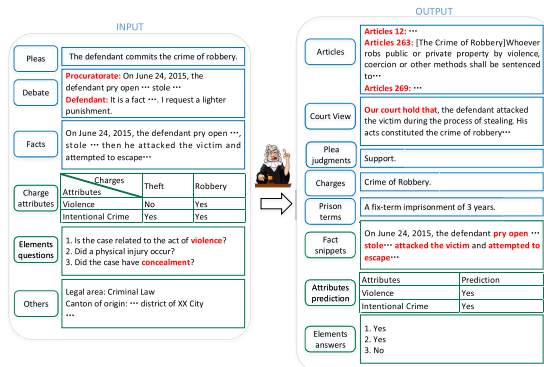 INPUT
Pleas
The defendant commits the crime of robbery.
Debate
Procuratorate: On June 24, 2015, the
defendant pry open ⋯ stole ⋯
Defendant: It is a fact ⋯. I request a lighter
punishment.
Facts
On June 24, 2015, the defendant pry open ⋯,
stole ⋯ then he attacked the victim and
attempted to escape⋯
Charge
attributes
Charges
Attributes
Theft
Robbery
Violence
No
Yes
Intentional Crime
Yes
Yes
Elements
questions
1. Is the case related to the act of violence?
2. Did a physical injury occur?
3. Did the case have concealment?
Others
Legal area: Criminal Law
Canton of origin: ⋯ district of XX City
⋯
OUTPUT
Articles
Articles 12: ⋯
Articles 263: [The Crime of Robbery]Whoever
robs public or private property by violence,
coercion or other methods shall be sentenced
to⋯
Articles 269: ⋯
Court View
Our court hold that, the defendant attacked
the victim during the process of stealing. His
acts constituted the crime of robbery⋯
Plea
judgments
Support.
Charges
Crime of Robbery.
Prison
terms
A fix-term imprisonment of 3 years.
Fact
snippets
On June 24, 2015, the defendant pry open ⋯
stole⋯ attacked the victim and attempted to
escape⋯
Attributes
prediction
Attributes
Prediction
Violence
Yes
Intentional Crime
Yes
Elements
answers
1. Yes
2. Yes
3. No